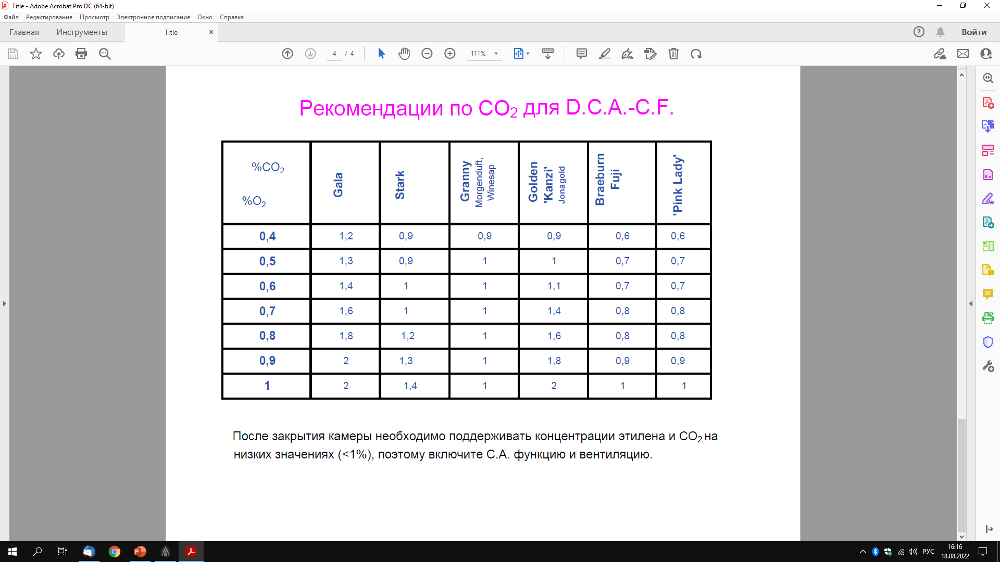 Title - Adobe Acrobat Pro DC (64-bit)
Файл Редактирование Просмотр Электронное подписание Окно Справка
Главная Инструменты Title × Войти
4 / 4 111%
Рекомендации по CO₂ для D.C.A.-C.F.
%CO₂
%O₂
Gala
Stark
Granny
Morgenduft,
Winesap
Golden
'Kanzi'
Jonagold
Braeburn
Fuji
'Pink Lady'
0,4 1,2 0,9 0,9 0,9 0,6 0,6
0,5 1,3 0,9 1 1 0,7 0,7
0,6 1,4 1 1 1,1 0,7 0,7
0,7 1,6 1 1 1,4 0,8 0,8
0,8 1,8 1,2 1 1,6 0,8 0,8
0,9 2 1,3 1 1,8 0,9 0,9
1 2 1,4 1 2 1 1
После закрытия камеры необходимо поддерживать концентрации этилена и CO₂ на
низких значениях (<1%), поэтому включите C.A. функцию и вентиляцию.
РУС
16:16
18.08.2022